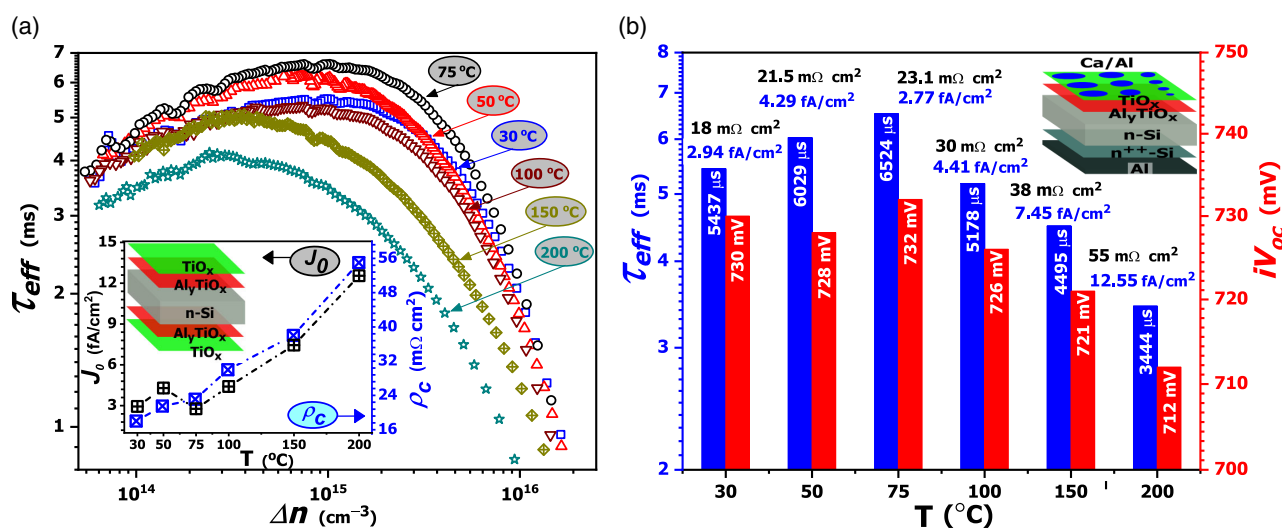 (a)
7
6
5
4
3
2
1
τeff (ms)
75 °C
50 °C
30 °C
100 °C
150 °C
200 °C
15
12
9
6
3
J0 (fA/cm²)
TiOx
AlyTiOx
n-Si
AlyTiOx
TiOx
J0
ρc
56
48
40
32
24
16
ρc (mΩ cm²)
30 50 75 100 150 200
T (°C)
10¹⁴ 10¹⁵ 10¹⁶
Δn (cm⁻³)
(b)
8
7
6
5
4
3
2
τeff (ms)
18 mΩ cm²
2.94 fA/cm²
21.5 mΩ cm²
4.29 fA/cm²
23.1 mΩ cm²
2.77 fA/cm²
30 mΩ cm²
4.41 fA/cm²
38 mΩ cm²
7.45 fA/cm²
55 mΩ cm²
12.55 fA/cm²
Ca/Al
TiOx
AlyTiOx
n-Si
n⁺⁺-Si
Al
5437 μs
730 mV
6029 μs
728 mV
6524 μs
732 mV
5178 μs
726 mV
4495 μs
721 mV
3444 μs
712 mV
750
740
730
720
710
700
iVoc (mV)
30 50 75 100 150 200
T (°C)